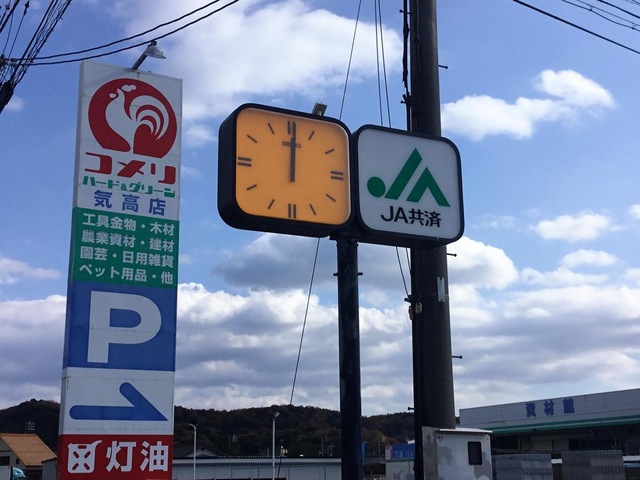 コメリ
ハード&グリーン
気高店
工具金物・木材
農業資材・建材
園芸・日用雑貨
ペット用品・他
P
灯油
SEIKO
JA共済
資材館